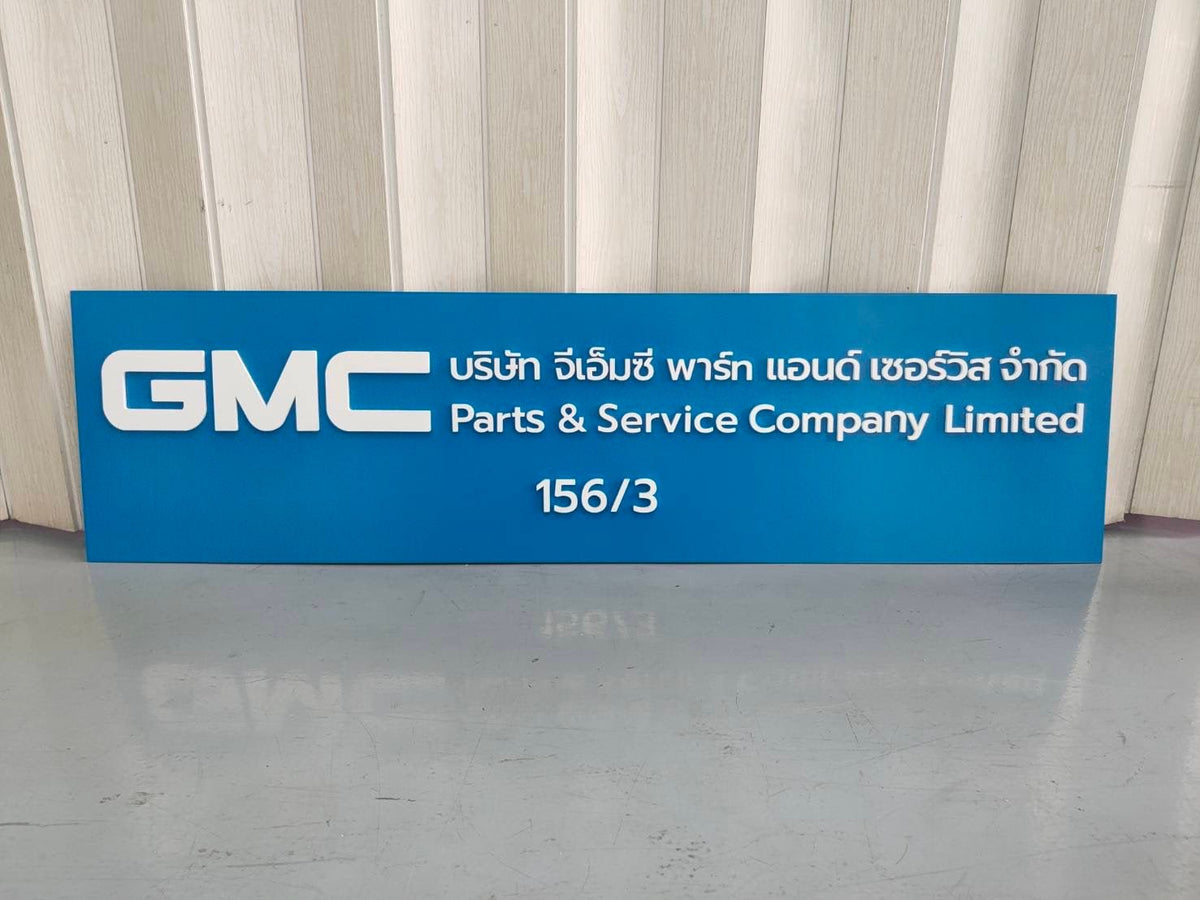 GMC
บริษัท จีเอ็มซี พาร์ท แอนด์ เซอร์วิส จำกัด
Parts & Service Company Limited
156/3